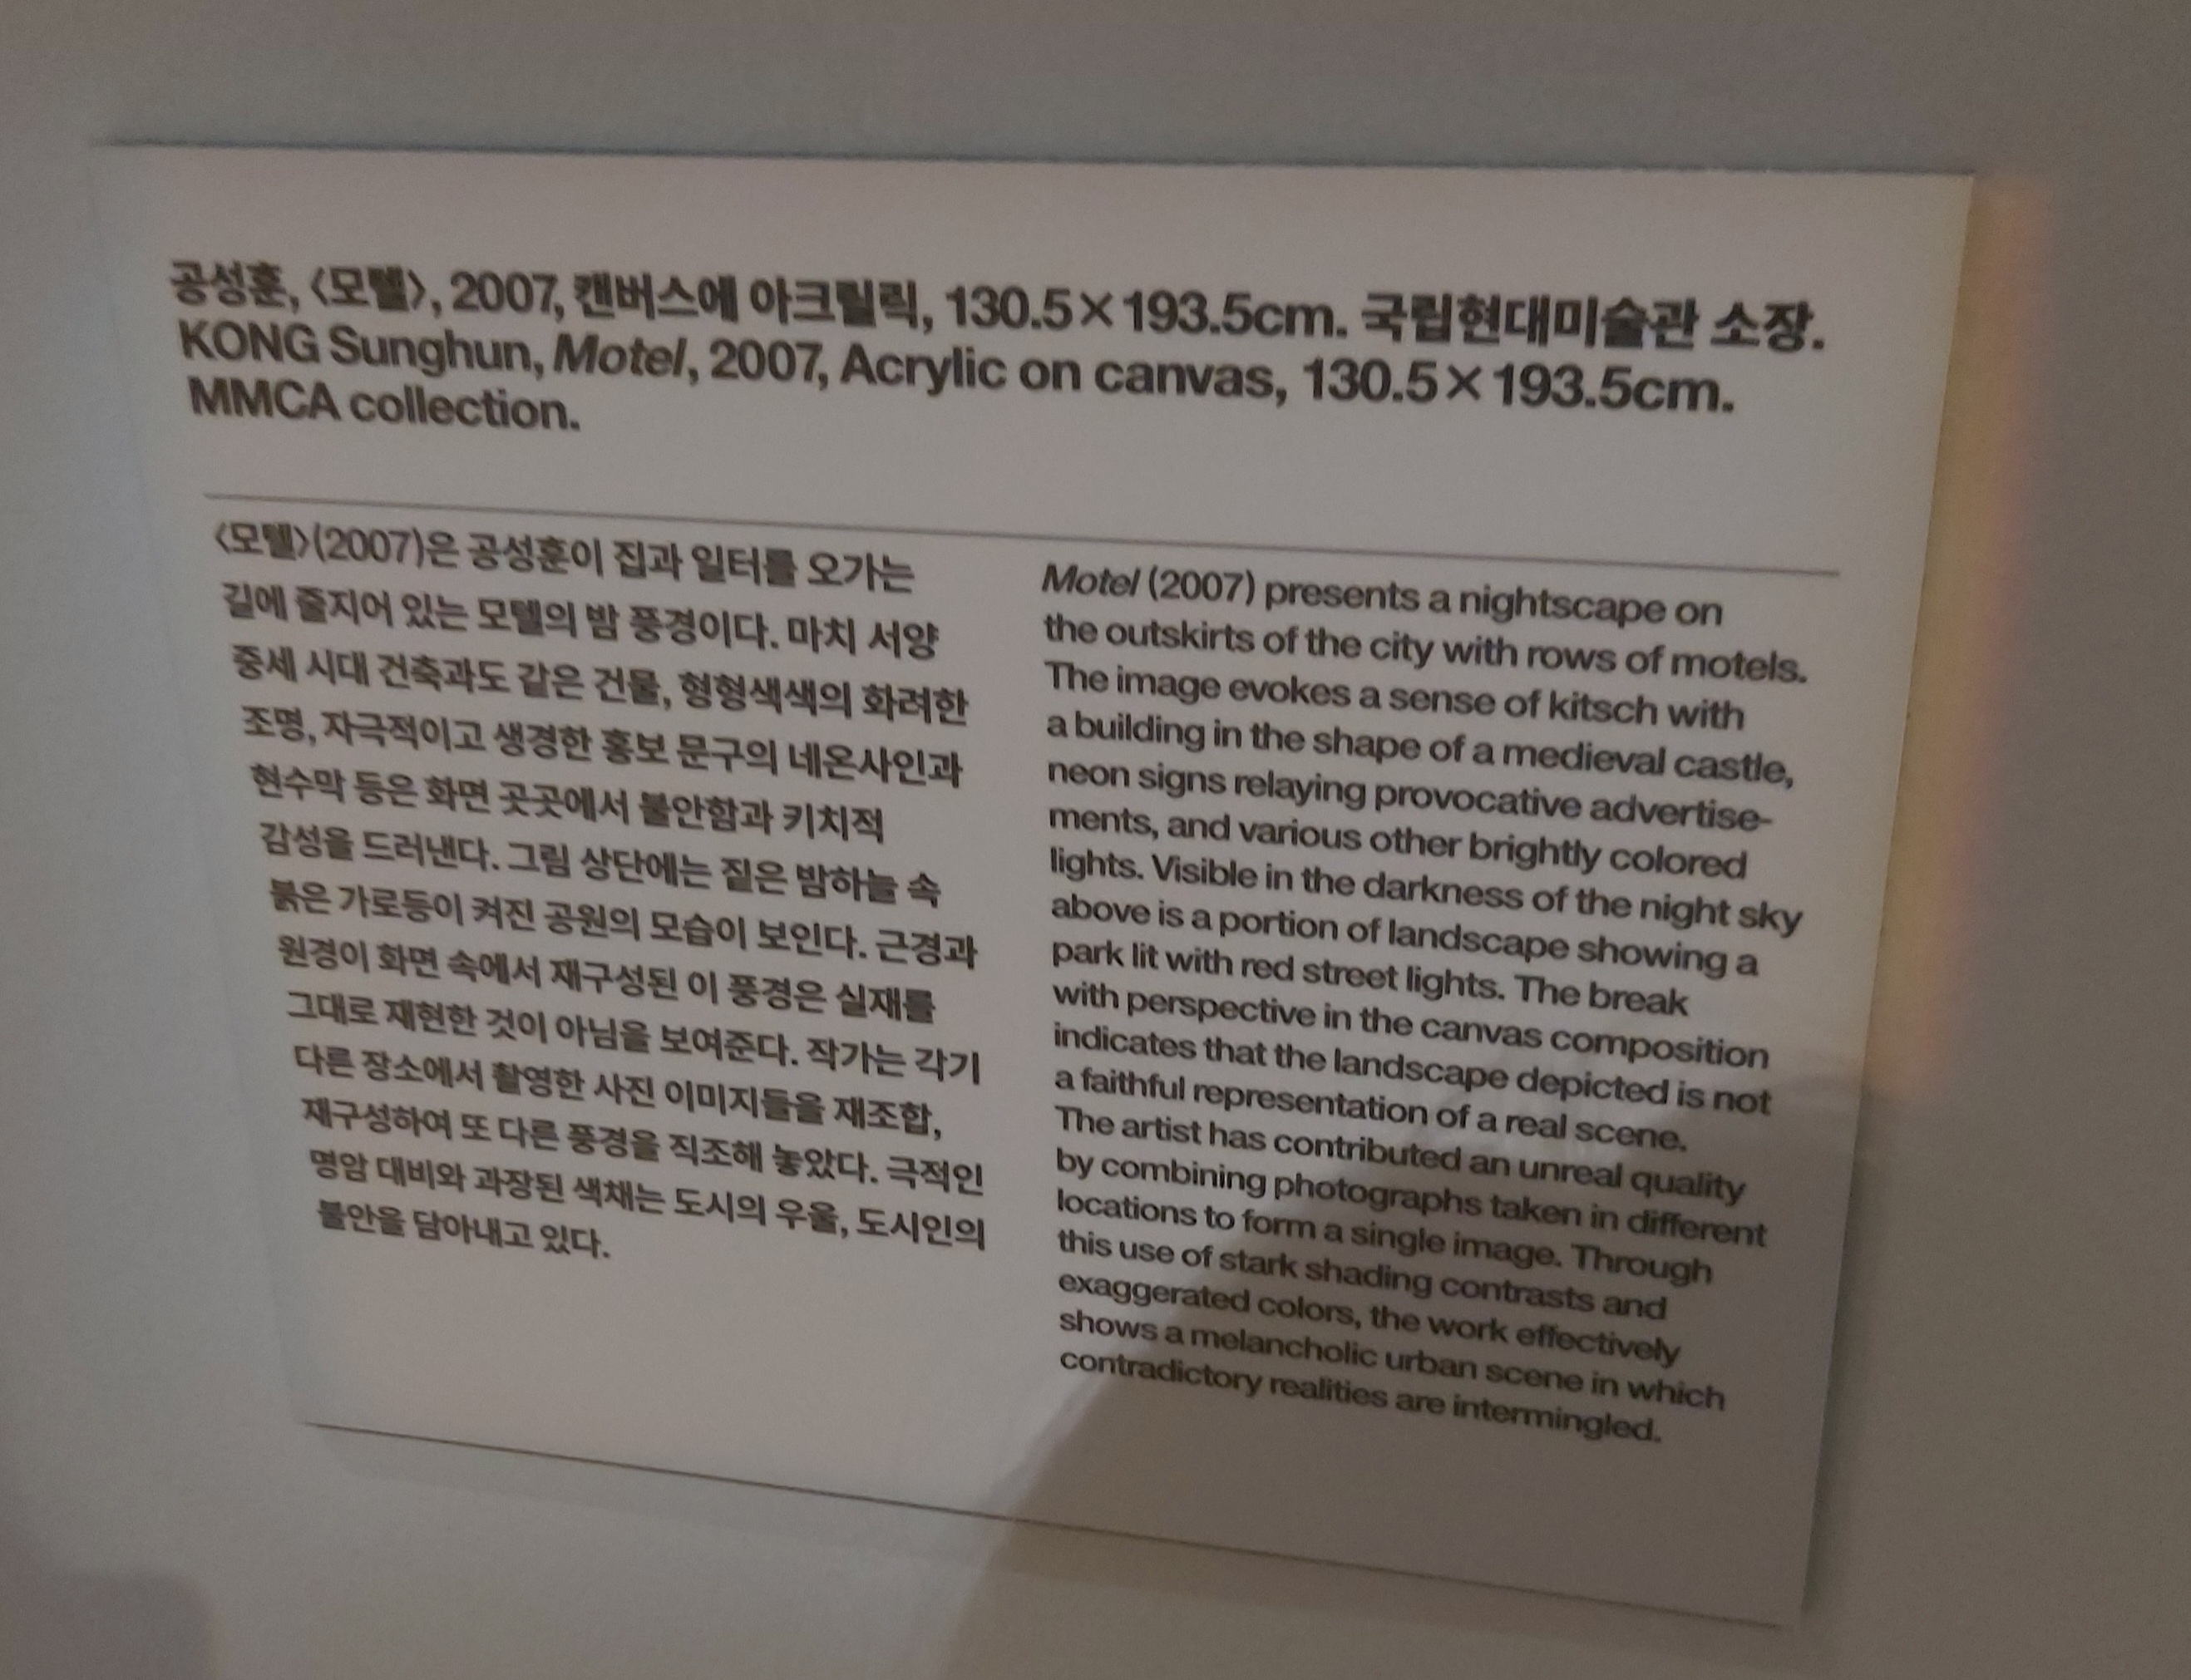 공성훈, 〈모텔〉, 2007, 캔버스에 아크릴릭, 130.5×193.5cm. 국립현대미술관 소장.
KONG Sunghun, Motel, 2007, Acrylic on canvas, 130.5×193.5cm.
MMCA collection.
〈모텔〉(2007)은 공성훈이 집과 일터를 오가는
길에 줄지어 있는 모텔의 밤 풍경이다. 마치 서양
중세 시대 건축과도 같은 건물, 형형색색의 화려한
조명, 자극적이고 생경한 홍보 문구의 네온사인과
현수막 등은 화면 곳곳에서 불안함과 키치적
감성을 드러낸다. 그림 상단에는 짙은 밤하늘 속
붉은 가로등이 켜진 공원의 모습이 보인다. 근경과
원경이 화면 속에서 재구성된 이 풍경은 실재를
그대로 재현한 것이 아님을 보여준다. 작가는 각기
다른 장소에서 촬영한 사진 이미지들을 재조합,
재구성하여 또 다른 풍경을 직조해 놓았다. 극적인
명암 대비와 과장된 색채는 도시의 우울, 도시인의
불안을 담아내고 있다.
Motel (2007) presents a nightscape on
the outskirts of the city with rows of motels.
The image evokes a sense of kitsch with
a building in the shape of a medieval castle,
neon signs relaying provocative advertise-
ments, and various other brightly colored
lights. Visible in the darkness of the night sky
above is a portion of landscape showing a
park lit with red street lights. The break
with perspective in the canvas composition
indicates that the landscape depicted is not
a faithful representation of a real scene.
The artist has contributed an unreal quality
by combining photographs taken in different
locations to form a single image. Through
this use of stark shading contrasts and
exaggerated colors, the work effectively
shows a melancholic urban scene in which
contradictory realities are intermingled.